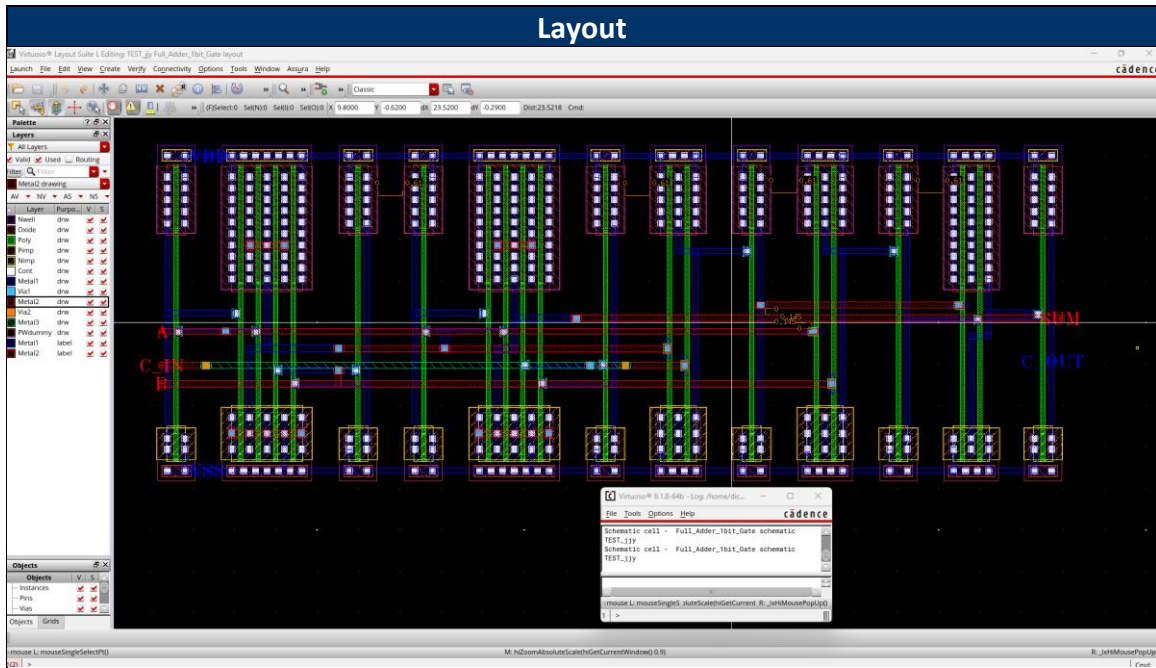 Layout
Virtuoso® Layout Suite L Editing: TEST_jjy Full_Adder_1bit_Gate layout
Launch File Edit View Create Verify Connectivity Options Tools Window Assura Help
cādence
Classic
(F)Select:0 Sel(N):0 Sel(I):0 Sel(O):0 X 9.8000 Y -0.6200 dX 23.5200 dY -0.2900 Dist:23.5218 Cmd:
Palette
Layers
All Layers
Valid Used Routing
Filter Filter
Metal2 drawing
AV NV AS NS
Layer Purpo... V S
Nwell drw
Oxide drw
Poly drw
Pimp drw
Nimp drw
Cont drw
Metal1 drw
Via1 drw
Metal2 drw
Via2 drw
Metal3 drw
PWdummy drw
Metal1 label
Metal2 label
VDD
A
SUM
C_IN
C_OUT
B
VSS
Virtuoso® 6.1.8-64b - Log: /home/dic...
File Tools Options Help
cādence
Schematic cell - Full_Adder_1bit_Gate schematic
TEST_jjy
Schematic cell - Full_Adder_1bit_Gate schematic
TEST_jjy
mouse L: mouseSingleS
R: _lxHiMousePopUp()
1 >
Objects
Objects V S
Instances
Pins
Vias
Objects Grids
mouse L: mouseSingleSelectPt()
M: hiZoomAbsoluteScale(hiGetCurrentWindow() 0.9)
R: _lxHiMousePopUp
Cmd: